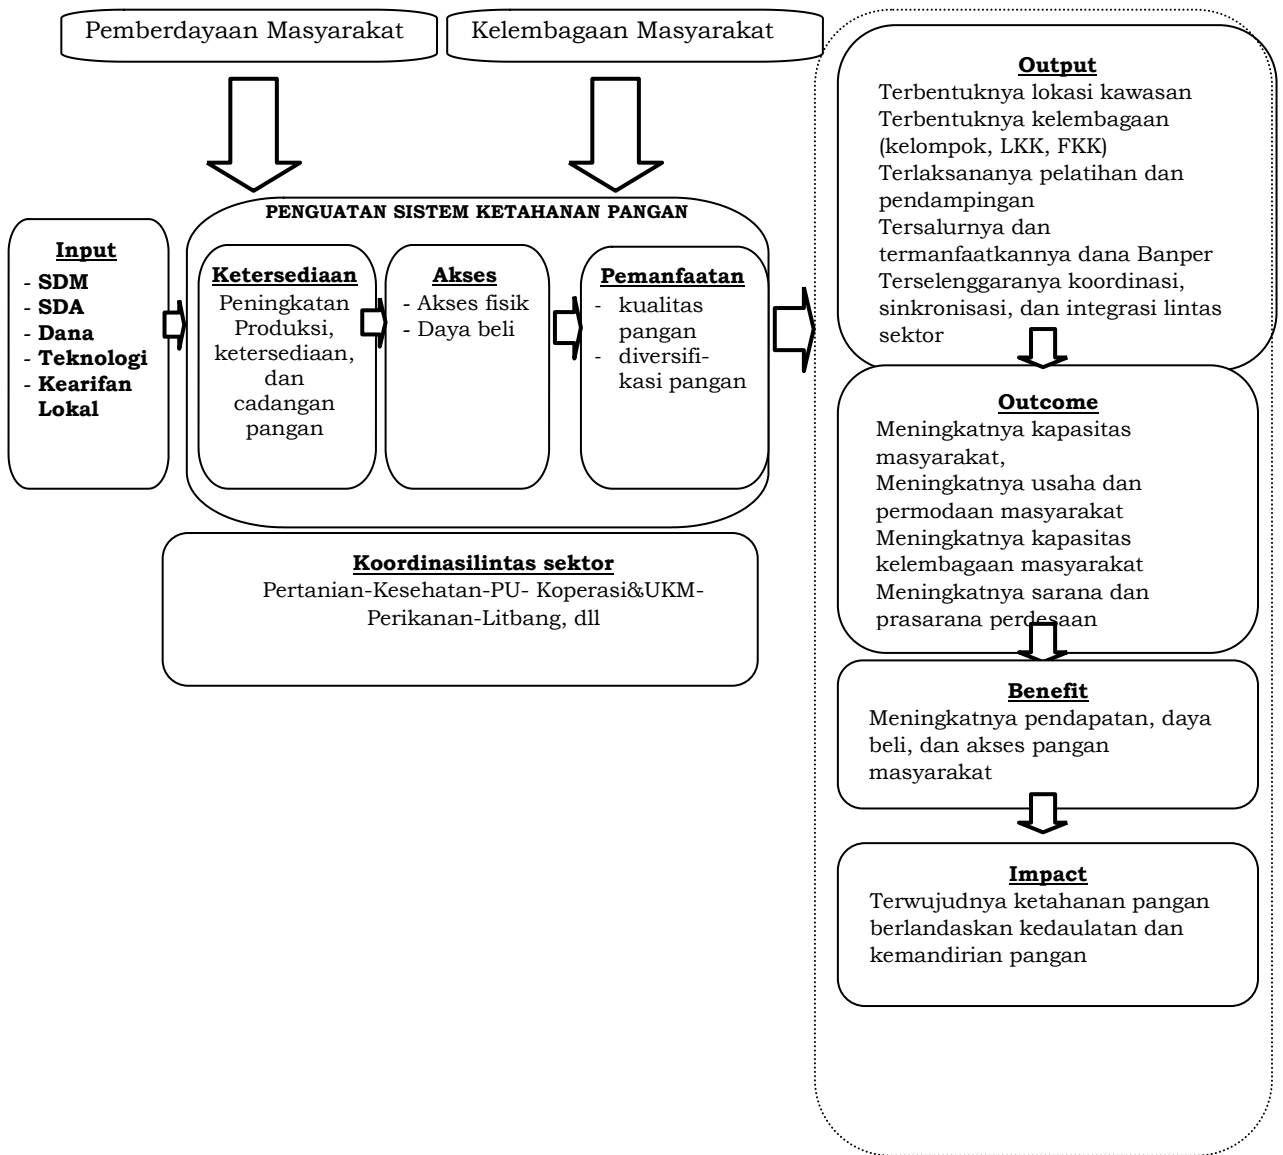 Pemberdayaan Masyarakat
Kelembagaan Masyarakat
Input
- SDM
- SDA
- Dana
- Teknologi
- Kearifan
Lokal
PENGUATAN SISTEM KETAHANAN PANGAN
Ketersediaan
Peningkatan
Produksi,
ketersediaan,
dan
cadangan
pangan
Akses
- Akses fisik
- Daya beli
Pemanfaatan
- kualitas
pangan
- diversifi-
kasi pangan
Koordinasilintas sektor
Pertanian-Kesehatan-PU- Koperasi&UKM-
Perikanan-Litbang, dll
Output
Terbentuknya lokasi kawasan
Terbentuknya kelembagaan
(kelompok, LKK, FKK)
Terlaksananya pelatihan dan
pendampingan
Tersalurnya dan
termanfaatkannya dana Banper
Terselenggaranya koordinasi,
sinkronisasi, dan integrasi lintas
sektor
Outcome
Meningkatnya kapasitas
masyarakat,
Meningkatnya usaha dan
permodaan masyarakat
Meningkatnya kapasitas
kelembagaan masyarakat
Meningkatnya sarana dan
prasarana perdesaan
Benefit
Meningkatnya pendapatan, daya
beli, dan akses pangan
masyarakat
Impact
Terwujudnya ketahanan pangan
berlandaskan kedaulatan dan
kemandirian pangan